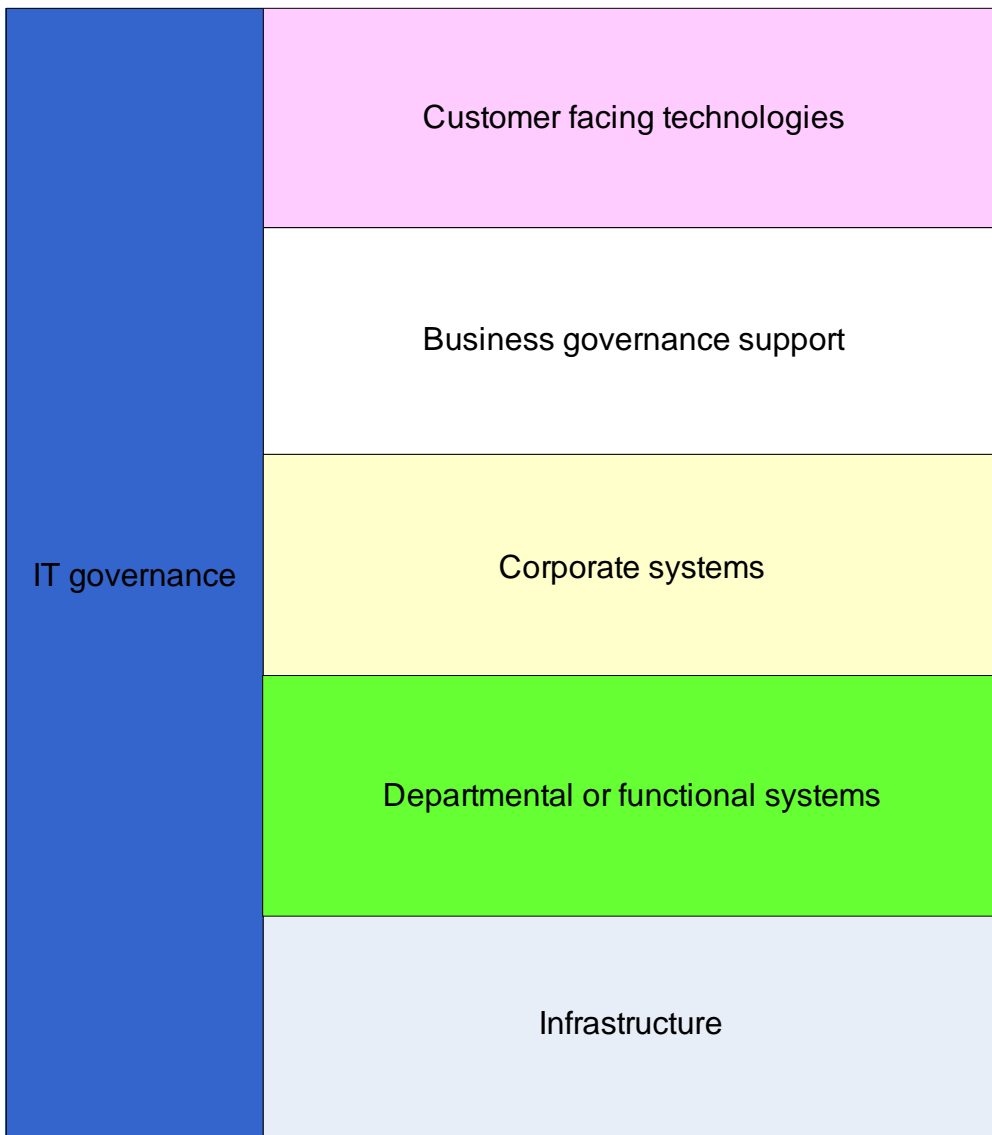 Customer facing technologies
Business governance support
IT governance
Corporate systems
Departmental or functional systems
Infrastructure